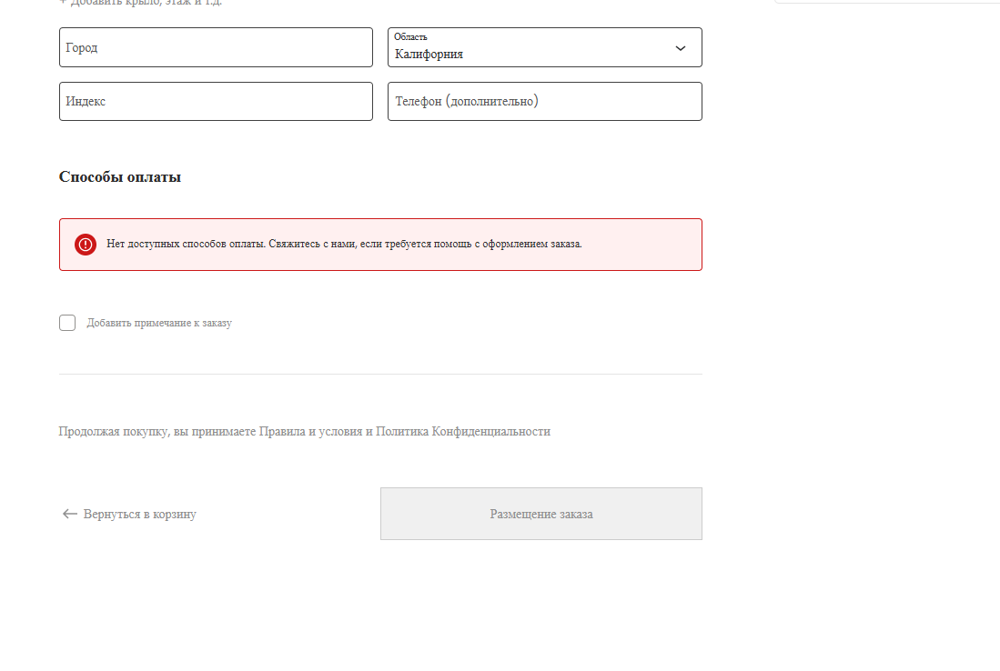 + Добавить крыло, этаж и т.д.
Город
Область
Калифорния
Индекс
Телефон (дополнительно)
Способы оплаты
Нет доступных способов оплаты. Свяжитесь с нами, если требуется помощь с оформлением заказа.
Добавить примечание к заказу
Продолжая покупку, вы принимаете Правила и условия и Политика Конфиденциальности
Вернуться в корзину
Размещение заказа